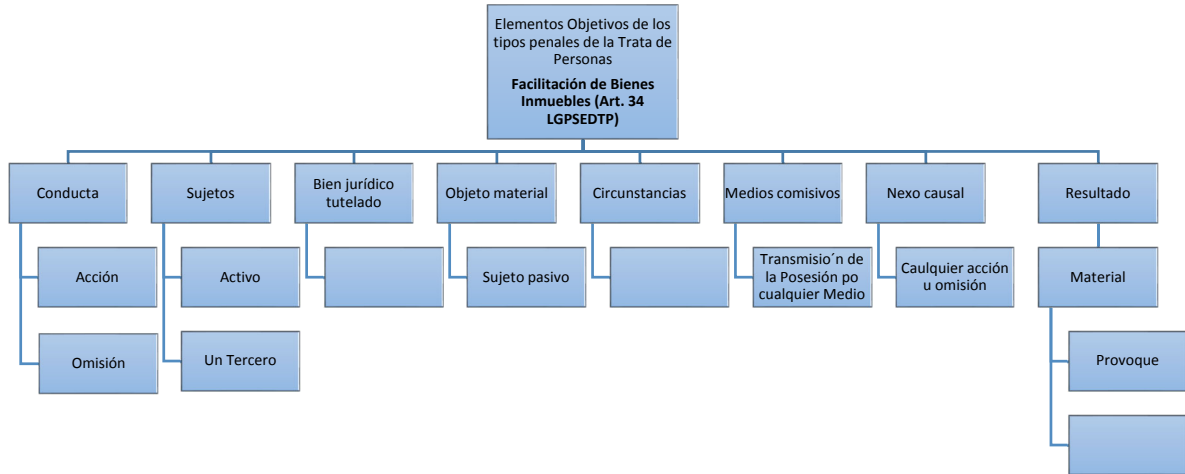 Elementos Objetivos de los
tipos penales de la Trata de
Personas
Facilitación de Bienes
Inmuebles (Art. 34
LGPSEDTP)
Conducta
Sujetos
Bien jurídico
tutelado
Objeto material
Circunstancias
Medios comisivos
Nexo causal
Resultado
Acción
Activo
Sujeto pasivo
Transmisio´n de
la Posesión po
cualquier Medio
Caulquier acción
u omisión
Material
Omisión
Un Tercero
Provoque